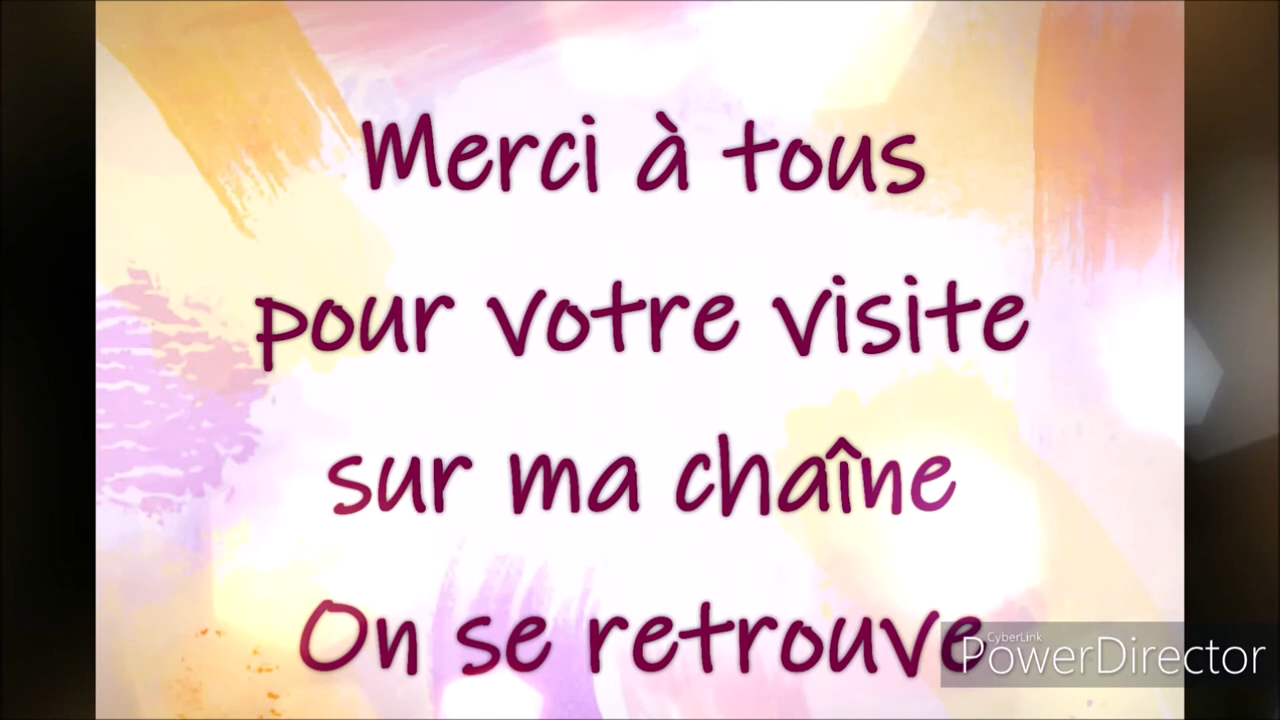 Merci à tous
pour votre visite
sur ma chaîne
On se retrouve
CyberLink
PowerDirector